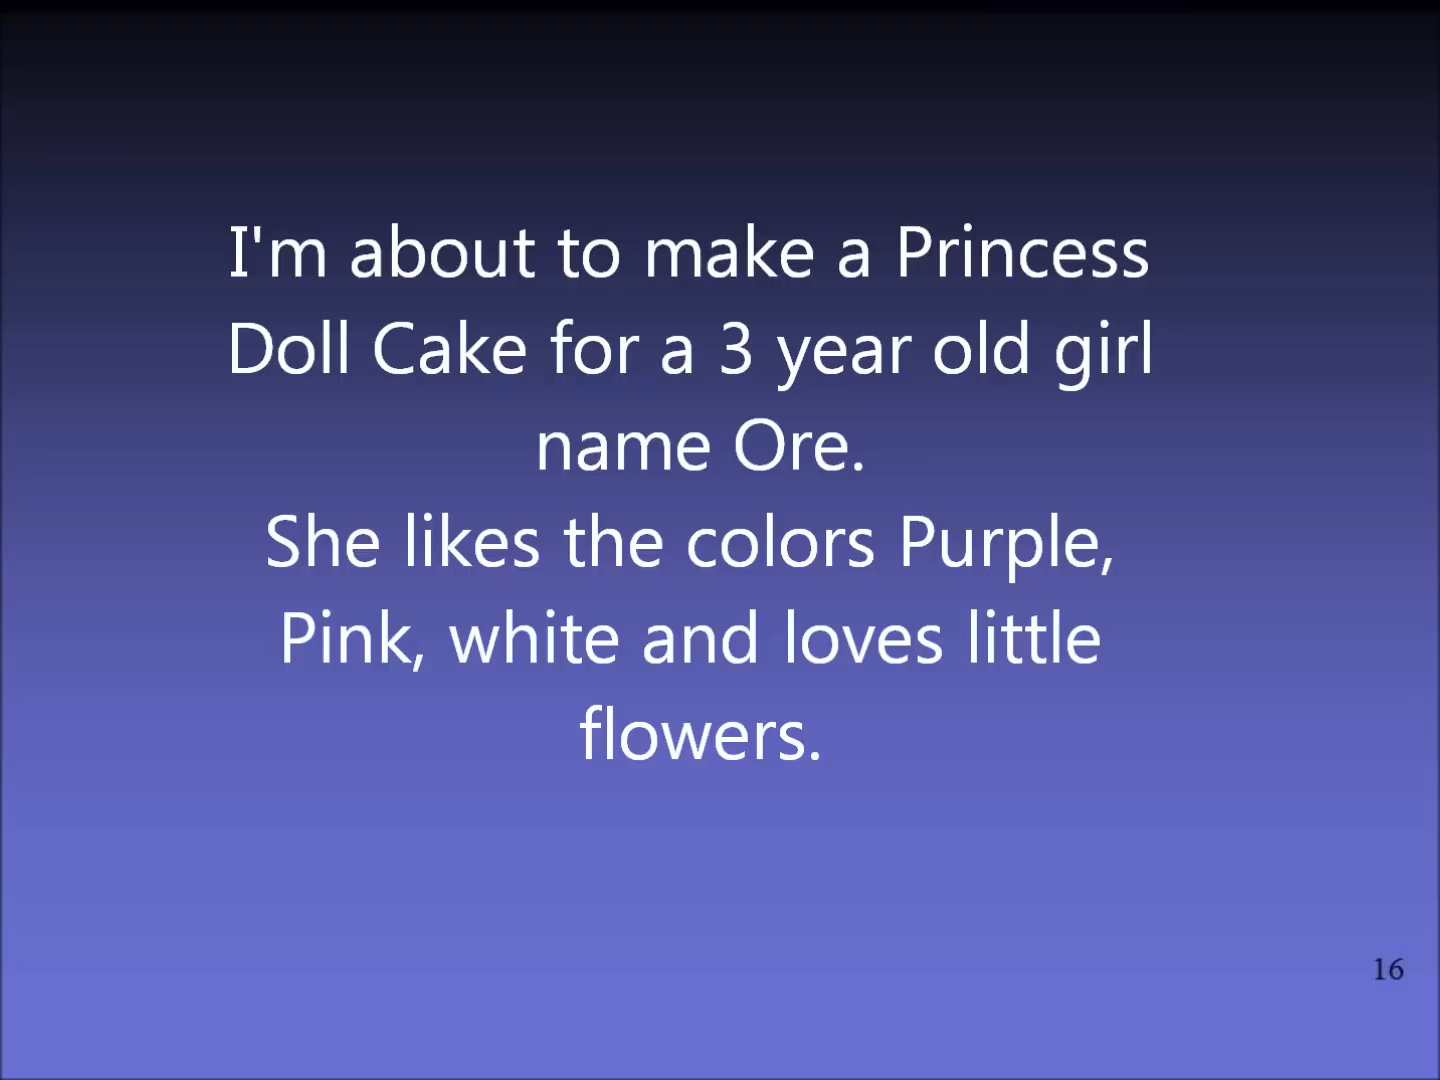 I'm about to make a Princess
Doll Cake for a 3 year old girl
name Ore.
She likes the colors Purple,
Pink, white and loves little
flowers.
16